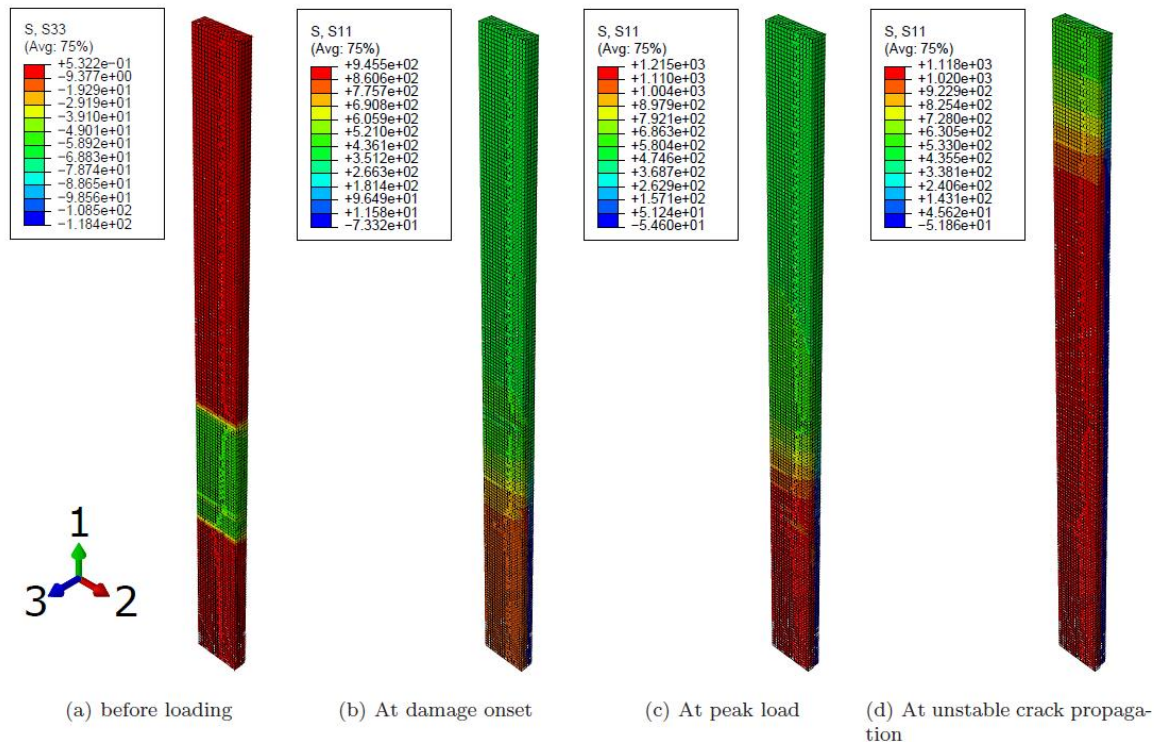 S, S33
(Avg: 75%)
+5.322e−01
−9.377e+00
−1.929e+01
−2.919e+01
−3.910e+01
−4.901e+01
−5.892e+01
−6.883e+01
−7.874e+01
−8.865e+01
−9.856e+01
−1.085e+02
−1.184e+02
S, S11
(Avg: 75%)
+9.455e+02
+8.606e+02
+7.757e+02
+6.908e+02
+6.059e+02
+5.210e+02
+4.361e+02
+3.512e+02
+2.663e+02
+1.814e+02
+9.649e+01
+1.158e+01
−7.332e+01
S, S11
(Avg: 75%)
+1.215e+03
+1.110e+03
+1.004e+03
+8.979e+02
+7.921e+02
+6.863e+02
+5.804e+02
+4.746e+02
+3.687e+02
+2.629e+02
+1.571e+02
+5.124e+01
−5.460e+01
S, S11
(Avg: 75%)
+1.118e+03
+1.020e+03
+9.229e+02
+8.254e+02
+7.280e+02
+6.305e+02
+5.330e+02
+4.355e+02
+3.381e+02
+2.406e+02
+1.431e+02
+4.562e+01
−5.186e+01
1
3 2
(a) before loading
(b) At damage onset
(c) At peak load
(d) At unstable crack propaga-
tion